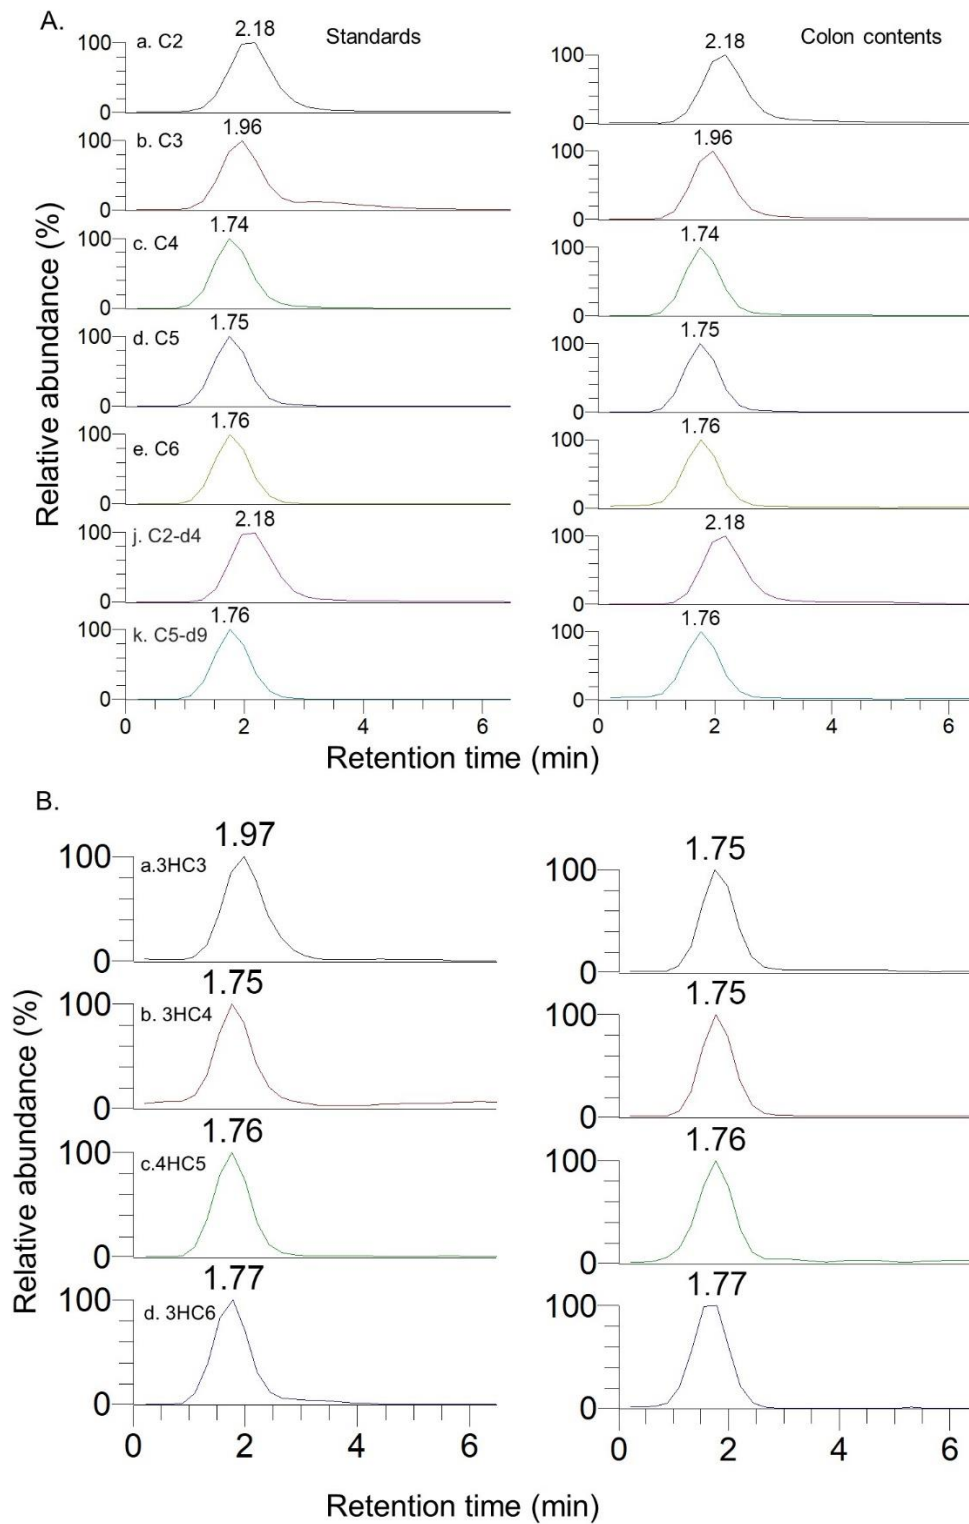 A.
Standards
Colon contents
Relative abundance (%)
a. C2
2.18
100
0
2.18
100
0
b. C3
1.96
100
0
1.96
100
0
c. C4
1.74
100
0
1.74
100
0
d. C5
1.75
100
0
1.75
100
0
e. C6
1.76
100
0
1.76
100
0
j. C2-d4
2.18
100
0
2.18
100
0
k. C5-d9
1.76
100
0
1.76
100
0
0 2 4 6
0 2 4 6
Retention time (min)
B.
Relative abundance (%)
a.3HC3
1.97
100
0
1.75
100
0
b. 3HC4
1.75
100
0
1.75
100
0
c.4HC5
1.76
100
0
1.76
100
0
d. 3HC6
1.77
100
0
1.77
100
0
0 2 4 6
0 2 4 6
Retention time (min)